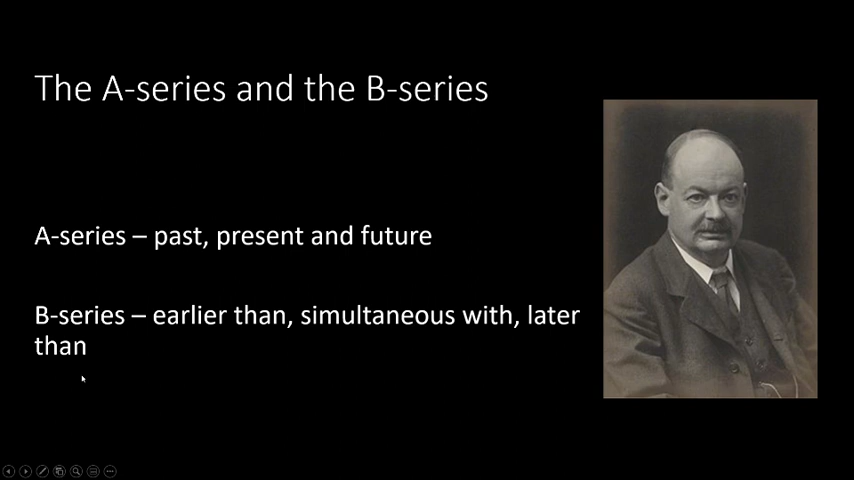 The A-series and the B-series
A-series – past, present and future
B-series – earlier than, simultaneous with, later
than